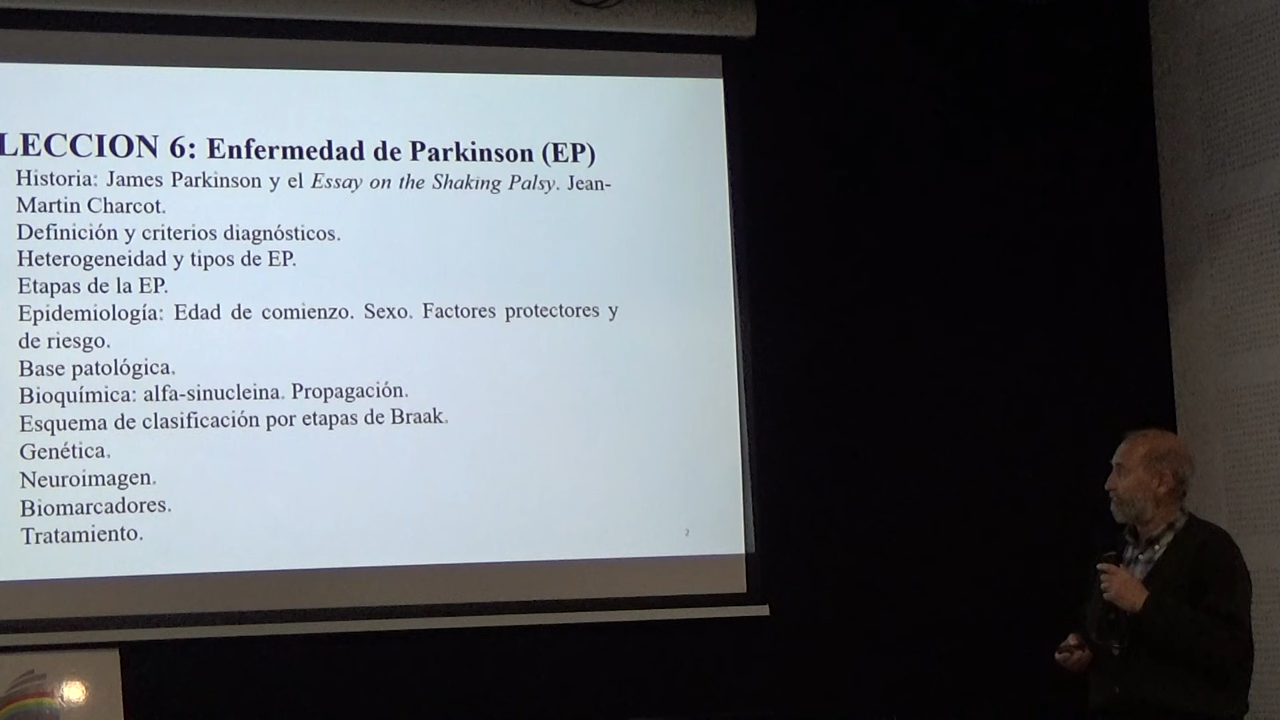 LECCION 6: Enfermedad de Parkinson (EP)
Historia: James Parkinson y el Essay on the Shaking Palsy. Jean-
Martin Charcot.
Definición y criterios diagnósticos.
Heterogeneidad y tipos de EP.
Etapas de la EP.
Epidemiología: Edad de comienzo. Sexo. Factores protectores y
de riesgo.
Base patológica.
Bioquímica: alfa-sinucleina. Propagación.
Esquema de clasificación por etapas de Braak.
Genética.
Neuroimagen.
Biomarcadores.
Tratamiento.
2